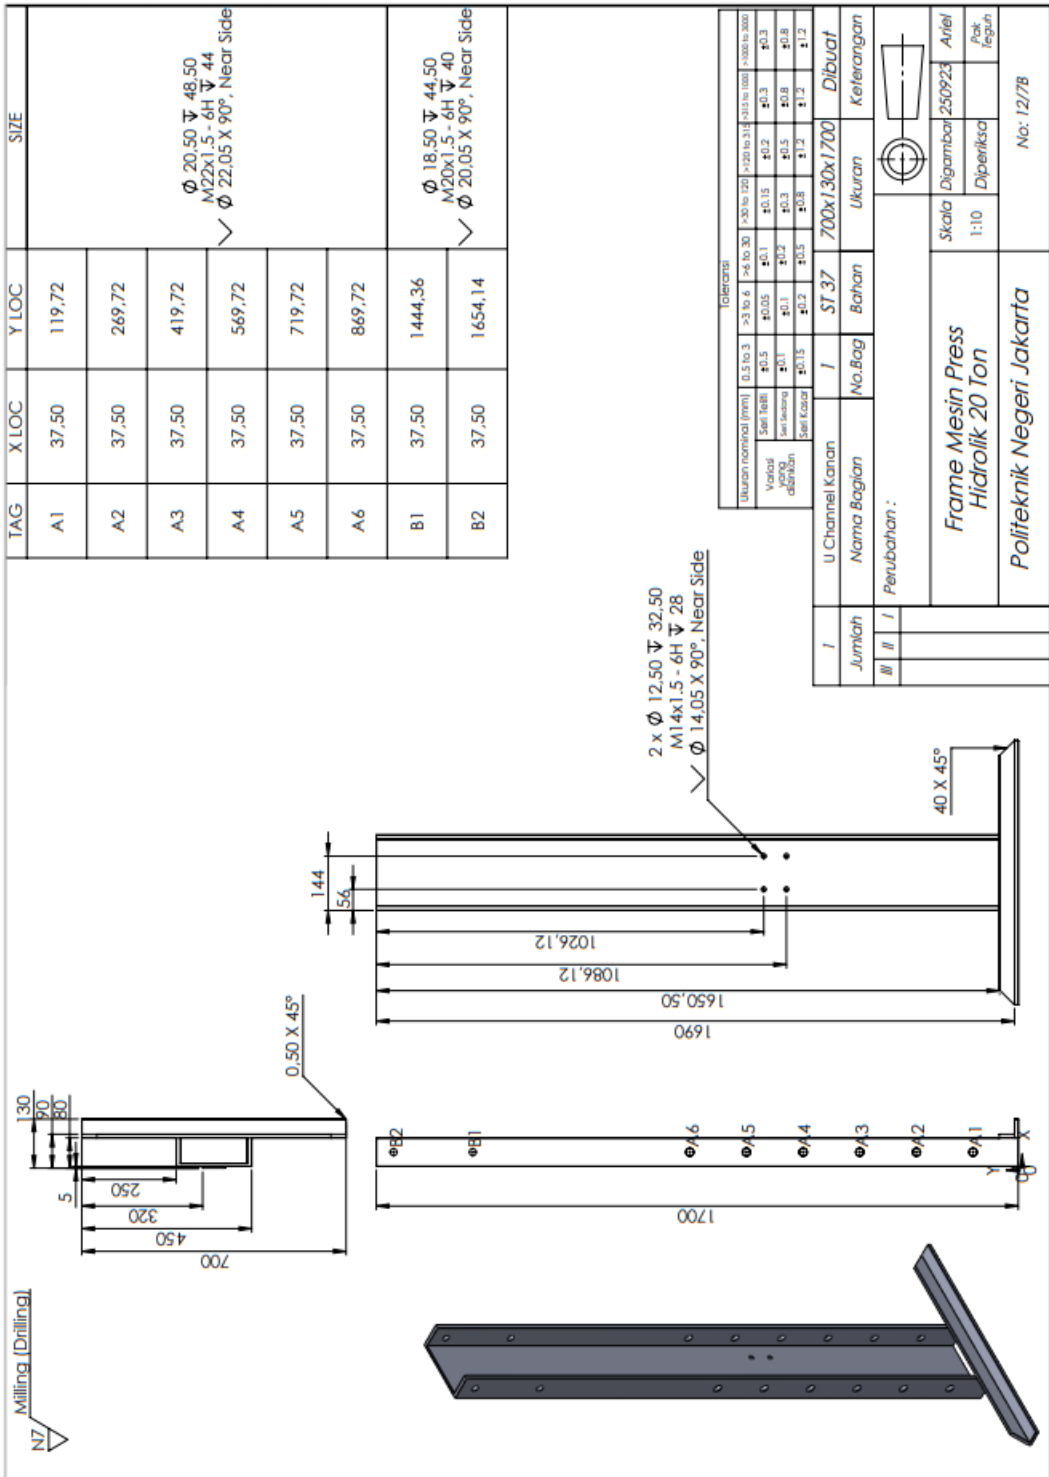 N7
Milling (Drilling)
130
90
80
5
250
320
450
700
0,50 X 45°
1700
B2
B1
A6
A5
A4
A3
A2
A1
Y
X
0
144
56
1026,12
1086,12
1650,50
1690
40 X 45°
2 x Ø 12,50 ↧ 32,50
M14x1.5 - 6H ↧ 28
⌵ Ø 14,05 X 90°, Near Side
TAG X LOC Y LOC SIZE
A1 37,50 119,72
A2 37,50 269,72
A3 37,50 419,72
A4 37,50 569,72
A5 37,50 719,72
A6 37,50 869,72
Ø 20,50 ↧ 48,50
M22x1.5 - 6H ↧ 44
⌵ Ø 22,05 X 90°, Near Side
B1 37,50 1444,36
B2 37,50 1654,14
Ø 18,50 ↧ 44,50
M20x1.5 - 6H ↧ 40
⌵ Ø 20,05 X 90°, Near Side
Toleransi
Ukuran nominal (mm) 0.5 to 3 >3 to 6 >6 to 30 >30 to 120 >120 to 315 >315 to 1000 >1000 to 2000
Variasi yang diizinkan
Seri Teliti ±0.5 ±0.05 ±0.1 ±0.15 ±0.2 ±0.3 ±0.3
Seri Sedang ±0.1 ±0.1 ±0.2 ±0.3 ±0.5 ±0.8 ±0.8
Seri Kasar ±0.15 ±0.2 ±0.5 ±0.8 ±1.2 ±1.2 ±1.2
1 U Channel Kanan 1 ST 37 700x130x1700 Dibuat
Jumlah Nama Bagian No.Bag Bahan Ukuran Keterangan
III II I Perubahan :
Frame Mesin Press
Hidrolik 20 Ton
Skala
1:10
Digambar 250923 Ariel
Diperiksa Pak Teguh
Politeknik Negeri Jakarta
No: 12/7B